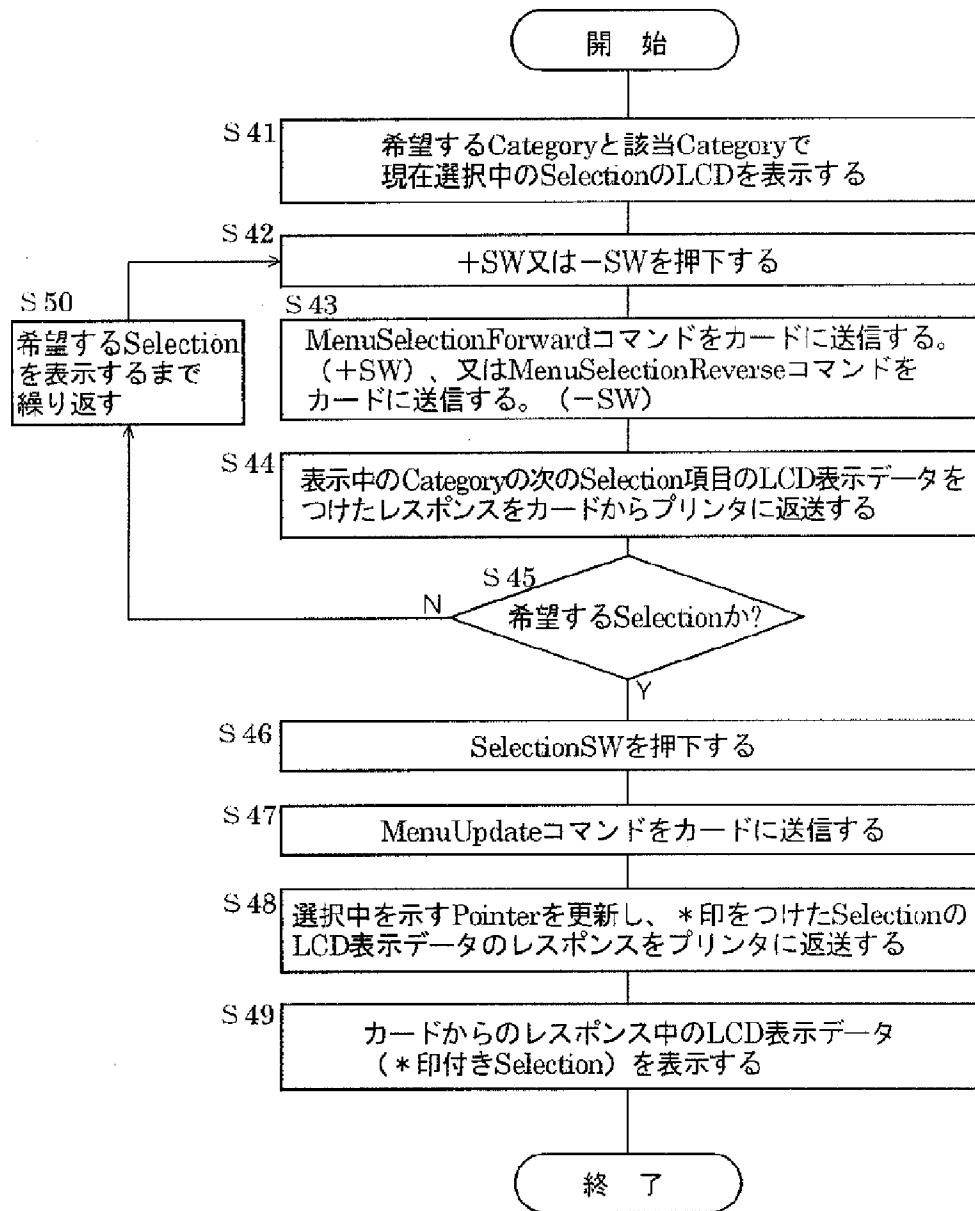 開 始
S41
希望するCategoryと該当Categoryで
現在選択中のSelectionのLCDを表示する
S42
+SW又は−SWを押下する
S50
希望するSelection
を表示するまで
繰り返す
S43
MenuSelectionForwardコマンドをカードに送信する。
(+SW)、又はMenuSelectionReverseコマンドを
カードに送信する。(−SW)
S44
表示中のCategoryの次のSelection項目のLCD表示データを
つけたレスポンスをカードからプリンタに返送する
S45
希望するSelectionか?
N
Y
S46
SelectionSWを押下する
S47
MenuUpdateコマンドをカードに送信する
S48
選択中を示すPointerを更新し、*印をつけたSelectionの
LCD表示データのレスポンスをプリンタに返送する
S49
カードからのレスポンス中のLCD表示データ
(*印付きSelection)を表示する
終 了